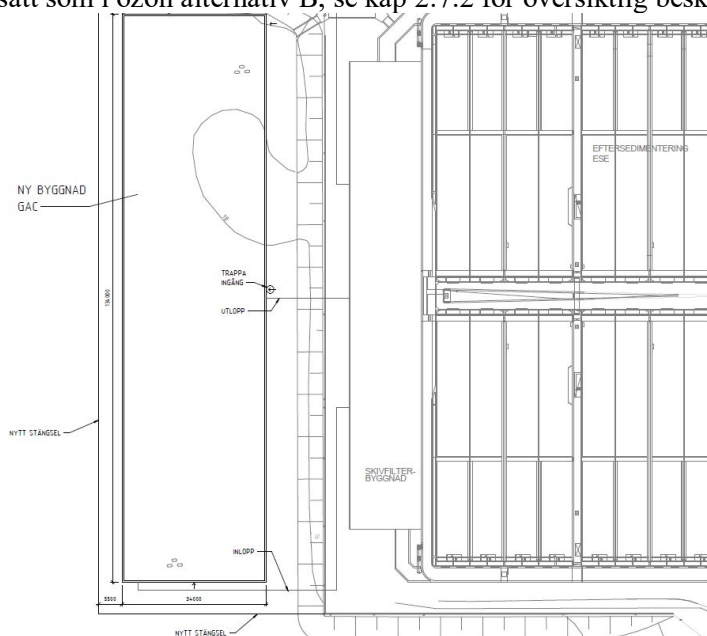 satt som i ozon alternativ B, se kap 2.7.2 för översiktlig besk
NY BYGGNAD
GAC
EFTERSEDIMENTERING
ESE
TRAPPA
INGÅNG
UTLOPP
NYTT STÄNGSEL
SKIVFILTER-
BYGGNAD
INLOPP
5500
34000
NYTT STÄNGSEL